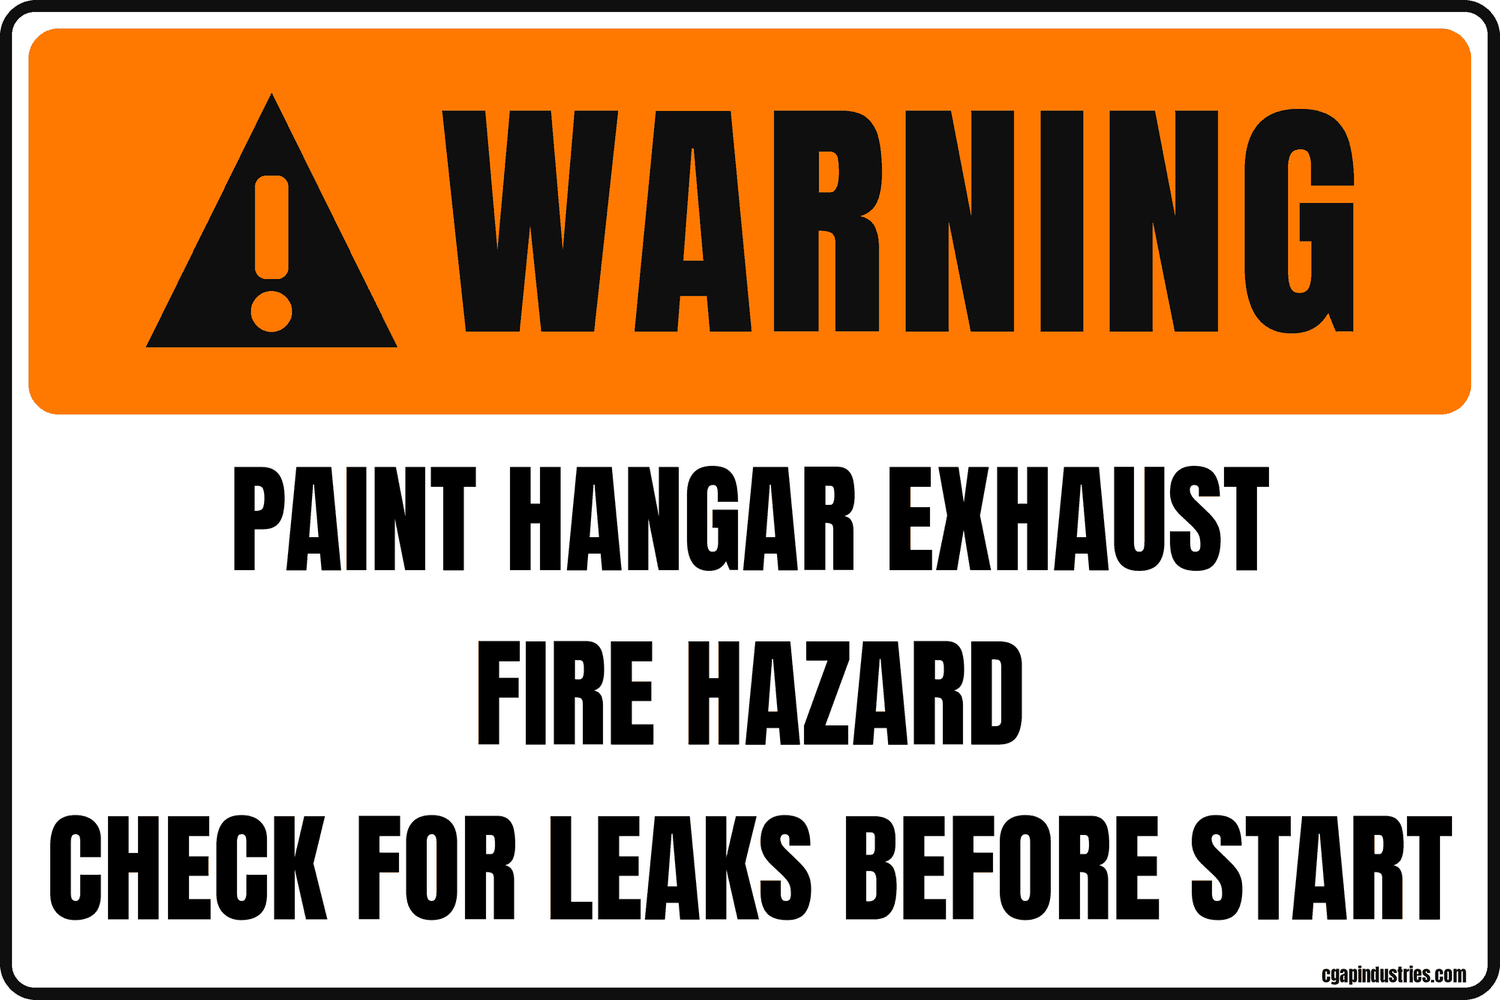 WARNING
PAINT HANGAR EXHAUST
FIRE HAZARD
CHECK FOR LEAKS BEFORE START
cgapindustries.com